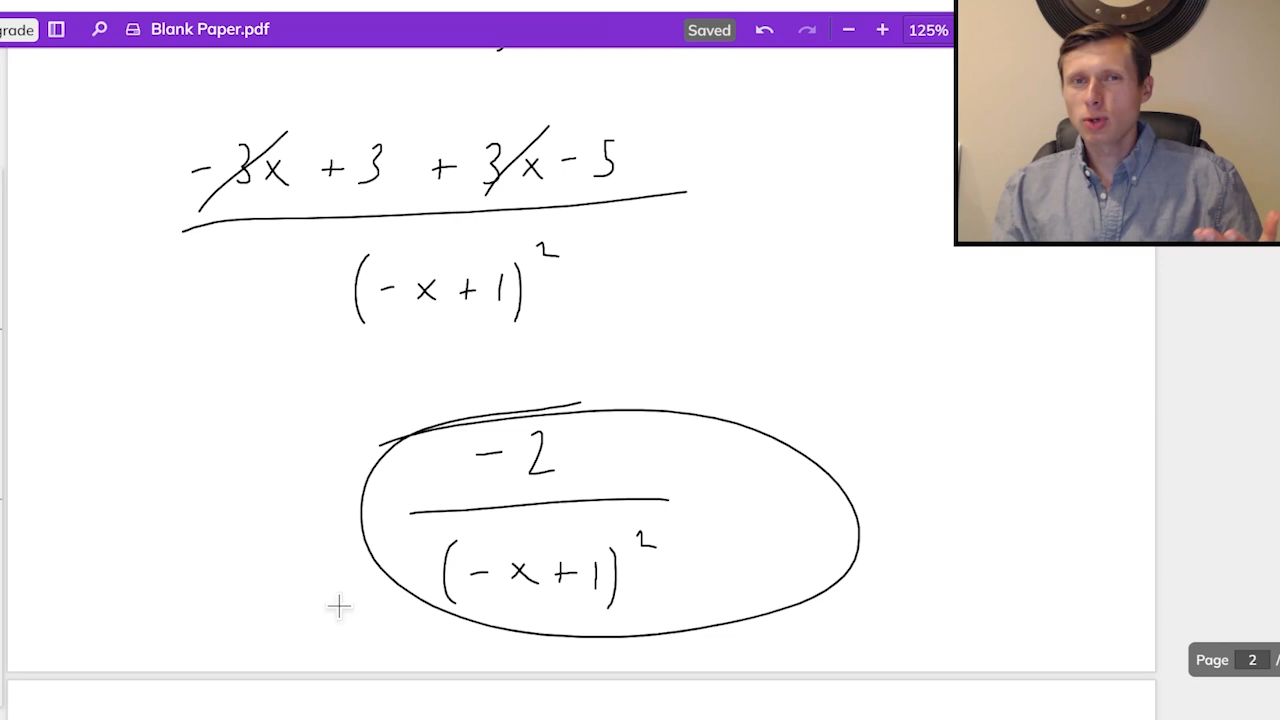 grade Blank Paper.pdf Saved 125%
- 3x + 3 + 3x - 5
(- x + 1)²
- 2
(- x + 1)²
Page 2 /